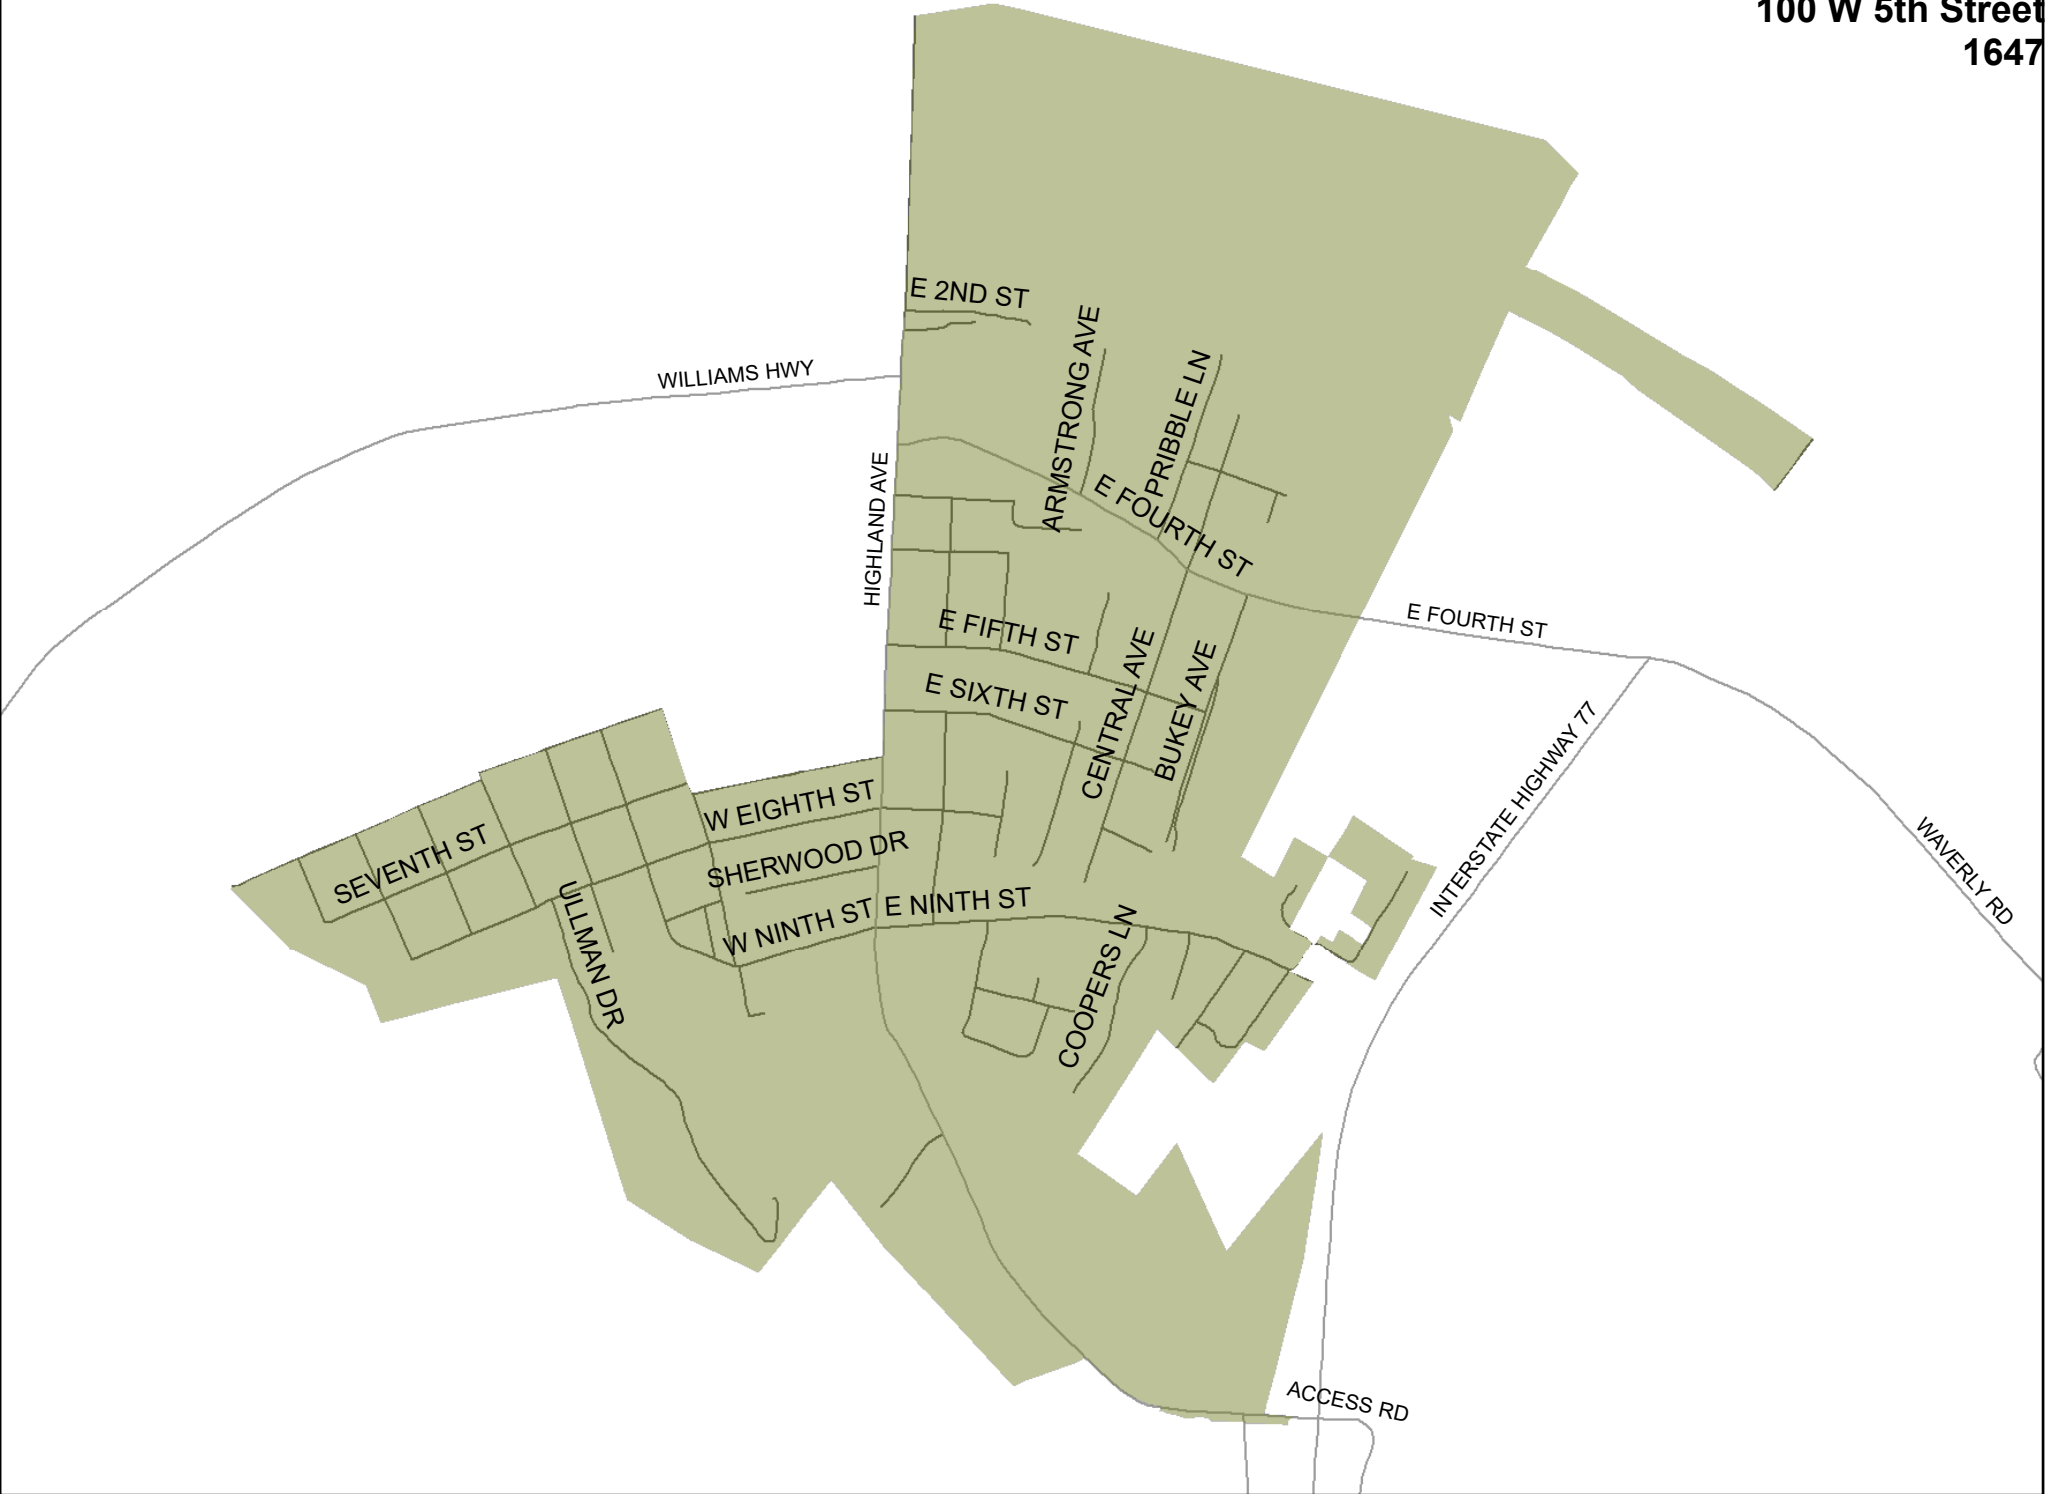 100 W 5th Street
1647
E 2ND ST
WILLIAMS HWY
ARMSTRONG AVE
PRIBBLE LN
HIGHLAND AVE
E FOURTH ST
E FOURTH ST
E FIFTH ST
CENTRAL AVE
BUKEY AVE
E SIXTH ST
INTERSTATE HIGHWAY 77
W EIGHTH ST
WAVERLY RD
SEVENTH ST
SHERWOOD DR
ULLMAN DR
W NINTH ST
E NINTH ST
COOPERS LN
ACCESS RD